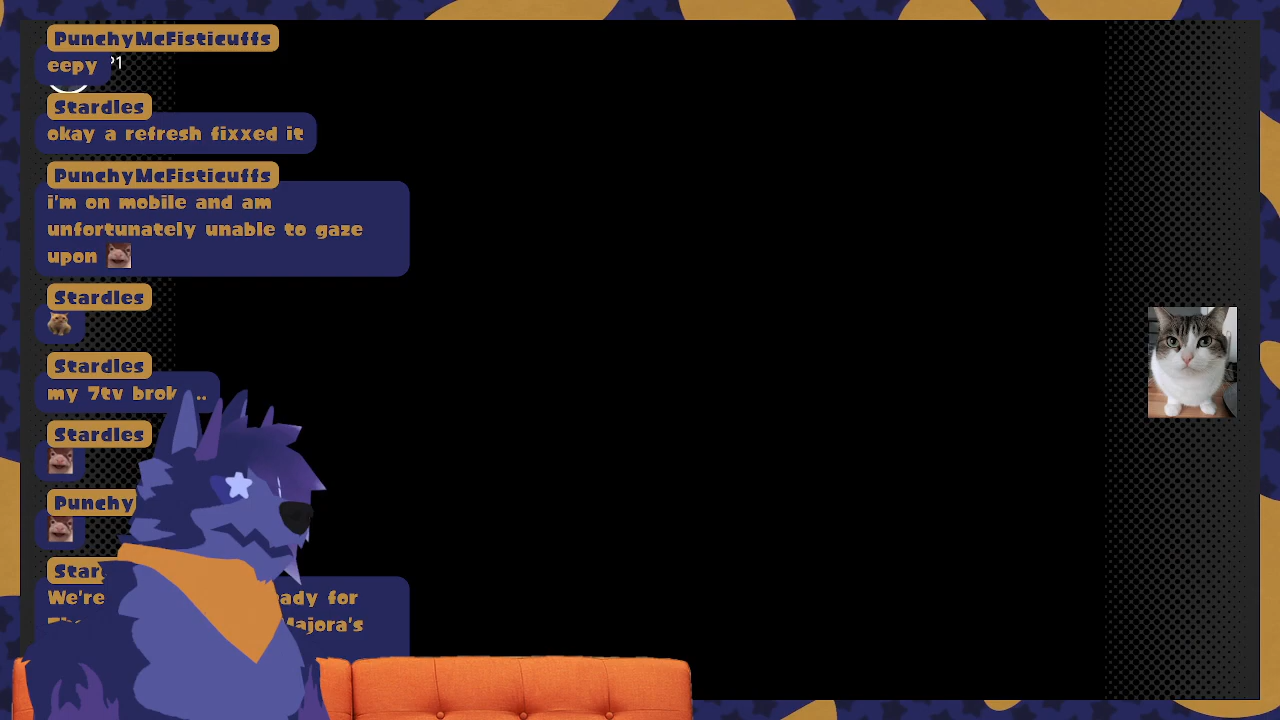 PunchyMcFisticuffs
eepy
Stardles
okay a refresh fixxed it
PunchyMcFisticuffs
i'm on mobile and am
unfortunately unable to gaze
upon
Stardles
Stardles
my 7tv brok ..
Stardles
Punchy
Star
We're ady for
Majora's